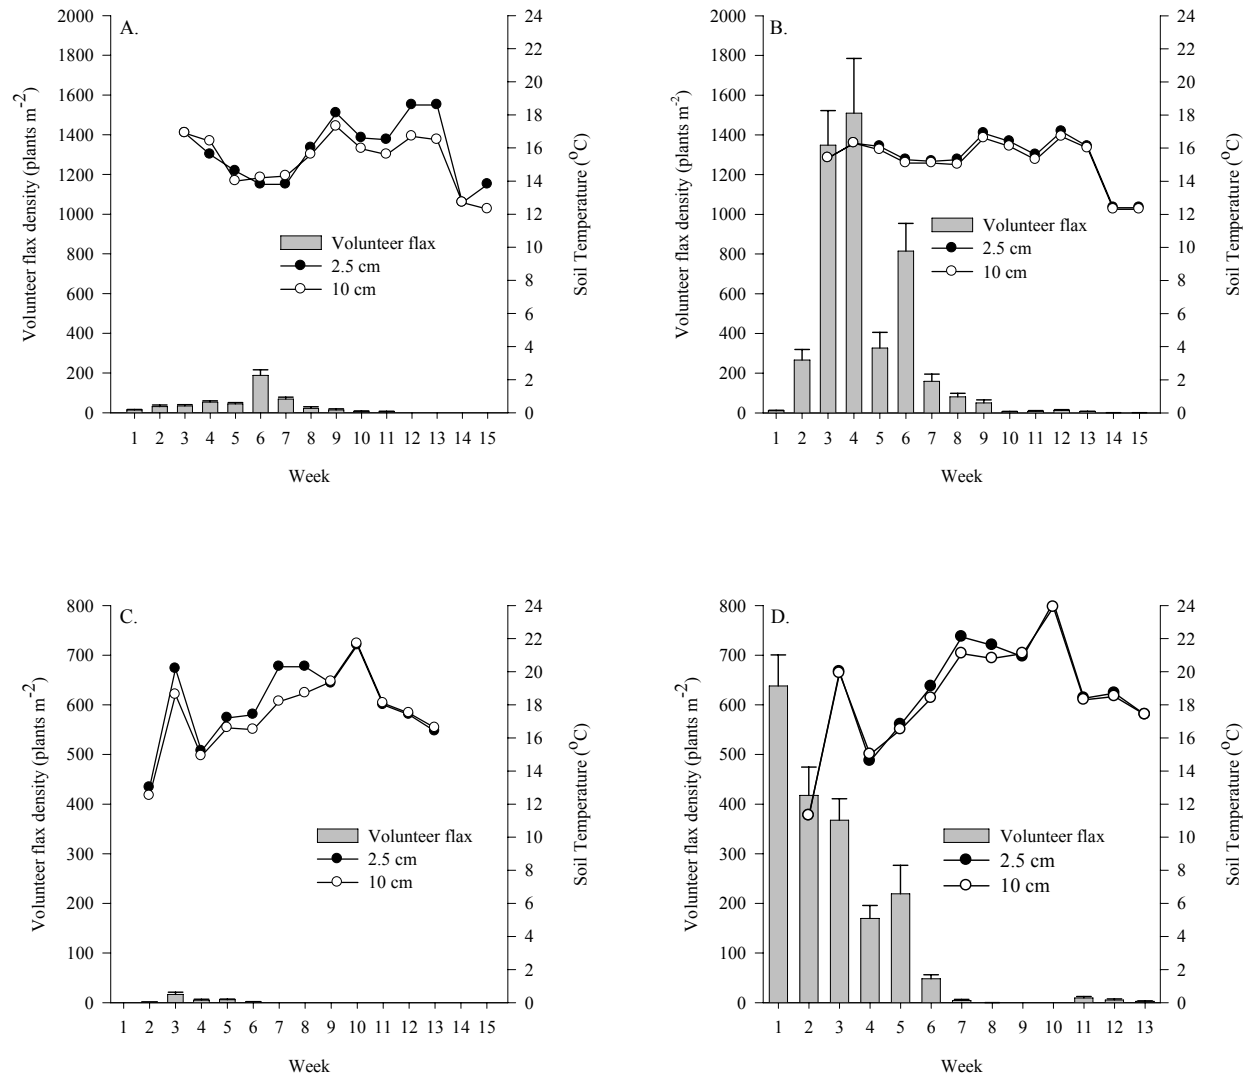 A.
2000
1800
1600
1400
1200
1000
800
600
400
200
0
Volunteer flax density (plants m-2)
24
22
20
18
16
14
12
10
8
6
4
2
0
Soil Temperature (oC)
Volunteer flax
2.5 cm
10 cm
1 2 3 4 5 6 7 8 9 10 11 12 13 14 15
Week
B.
2000
1800
1600
1400
1200
1000
800
600
400
200
0
Volunteer flax density (plants m-2)
24
22
20
18
16
14
12
10
8
6
4
2
0
Soil Temperature (oC)
Volunteer flax
2.5 cm
10 cm
1 2 3 4 5 6 7 8 9 10 11 12 13 14 15
Week
C.
800
700
600
500
400
300
200
100
0
Volunteer flax density (plants m-2)
24
22
20
18
16
14
12
10
8
6
4
2
0
Soil Temperature (oC)
Volunteer flax
2.5 cm
10 cm
1 2 3 4 5 6 7 8 9 10 11 12 13 14 15
Week
D.
800
700
600
500
400
300
200
100
0
Volunteer flax density (plants m-2)
24
22
20
18
16
14
12
10
8
6
4
2
0
Soil Temperature (oC)
Volunteer flax
2.5 cm
10 cm
1 2 3 4 5 6 7 8 9 10 11 12 13
Week